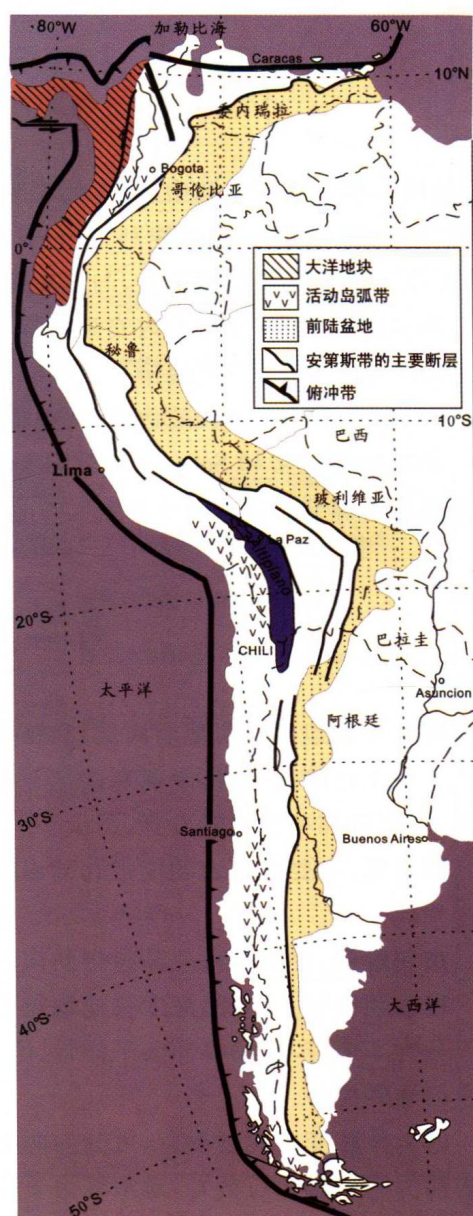 80°W
加勒比海
60°W
Caracas
10°N
委内瑞拉
Bogota
哥伦比亚
0°
大洋地块
活动岛弧带
前陆盆地
安第斯带的主要断层
俯冲带
秘鲁
10°S
巴西
Lima
玻利维亚
La Paz
Altiplano
20°S
CHILI
巴拉圭
太平洋
Asuncion
阿根廷
30°S
Santiago
Buenos Aires
大西洋
40°S
50°S